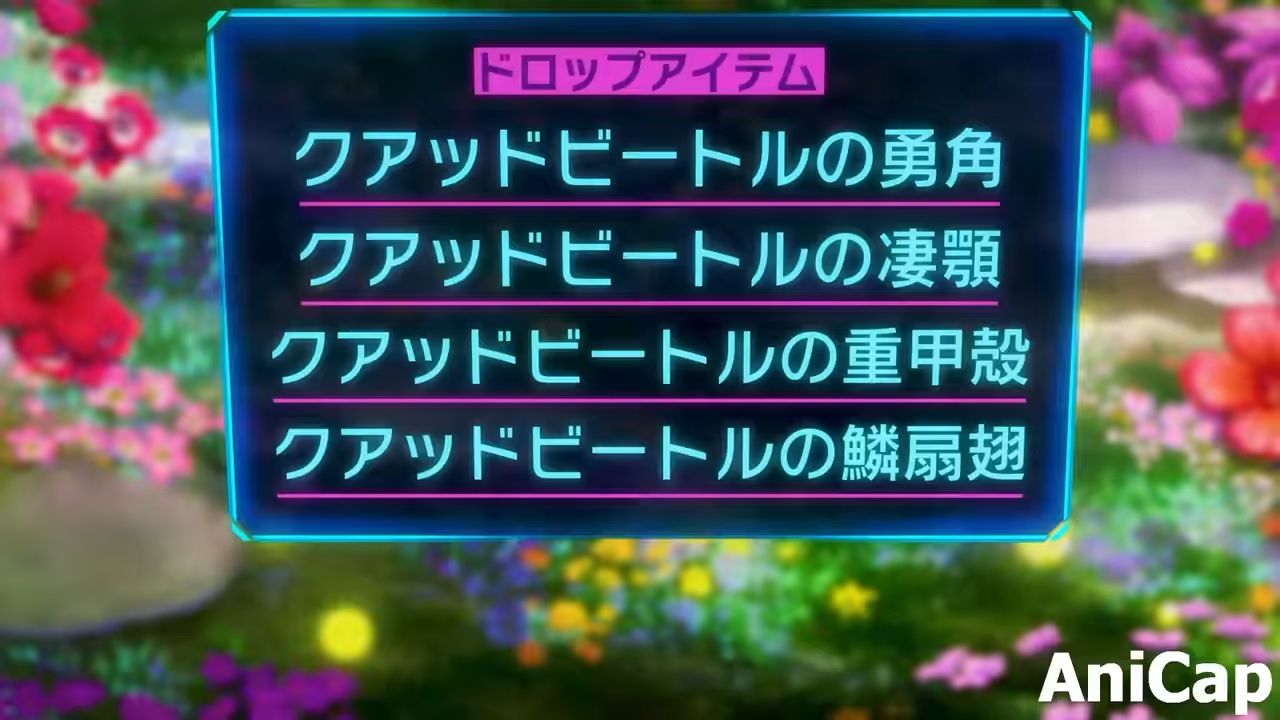 ドロップアイテム
クアッドビートルの勇角
クアッドビートルの凄顎
クアッドビートルの重甲殻
クアッドビートルの鱗扇翅
AniCap